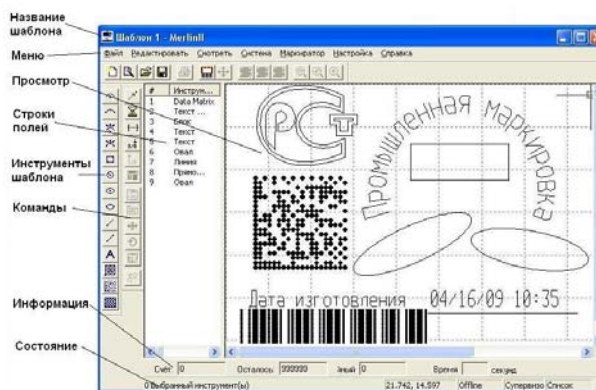 Название шаблона
Шаблон 1 - MerlinII
Меню
Файл Редактировать Смотреть Система Маркиратор Настройка Справка
Просмотр
# Инструм...
1 Data Matrix
2 Текст ...
3 Блок
4 Текст
5 Текст
6 Овал
7 Линия
8 Прямо...
9 Овал
Строки полей
Инструменты шаблона
Команды
РСТ
Промышленная маркировка
Дата изготовления 04/16/09 10:35
Информация
Счёт 0 Осталось 999999 0 Время секунд
Состояние
0 Выбранный инструмент(ы) 21.742, 14.597 Offline Супервизо Список